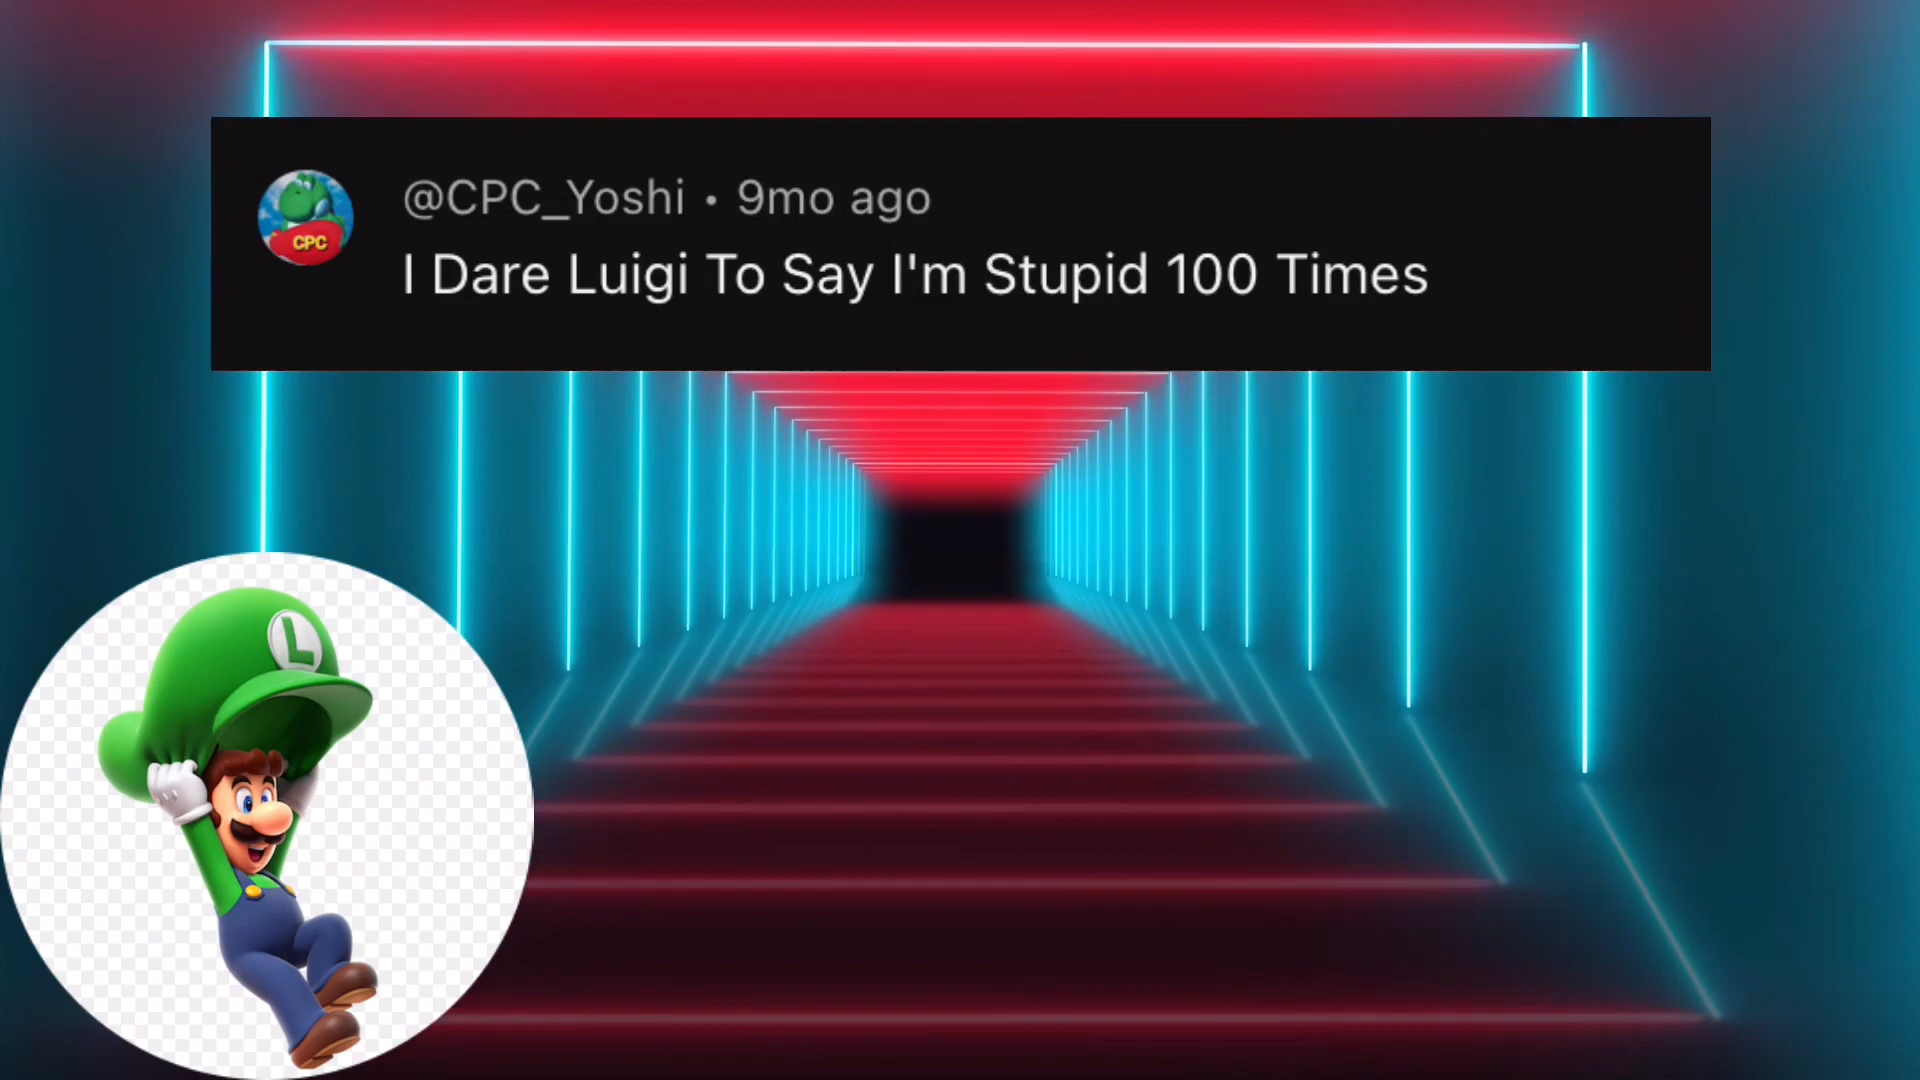 @CPC_Yoshi • 9mo ago
CPC
I Dare Luigi To Say I'm Stupid 100 Times
L